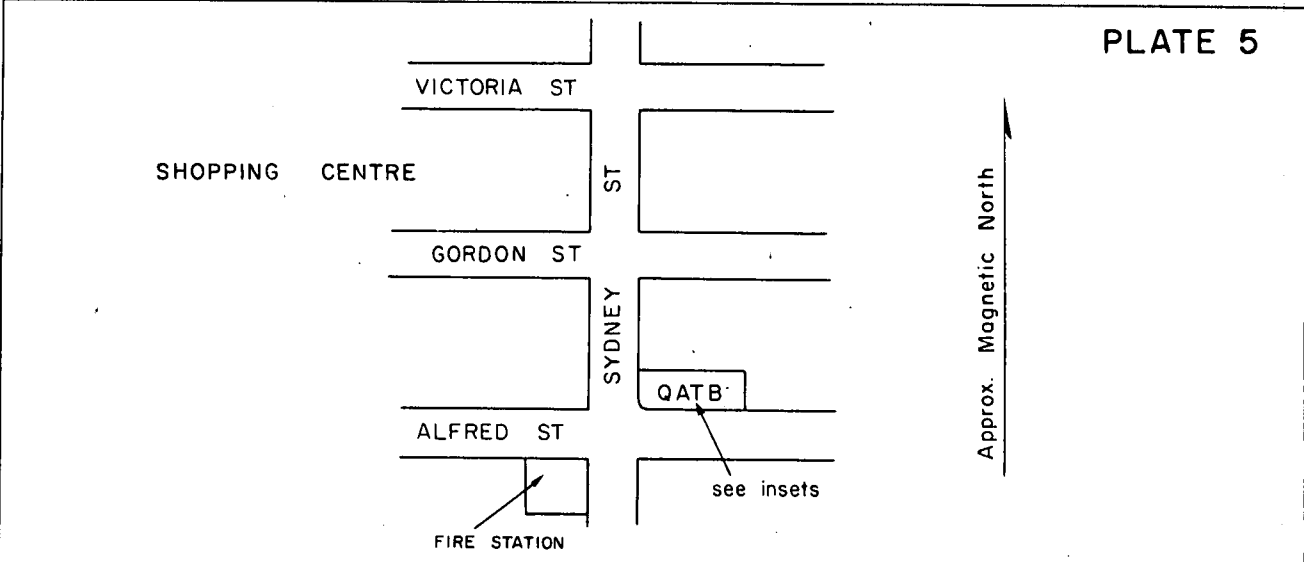 PLATE 5
VICTORIA ST
SHOPPING CENTRE
ST
GORDON ST
SYDNEY
QATB
ALFRED ST
see insets
FIRE STATION
Approx. Magnetic North